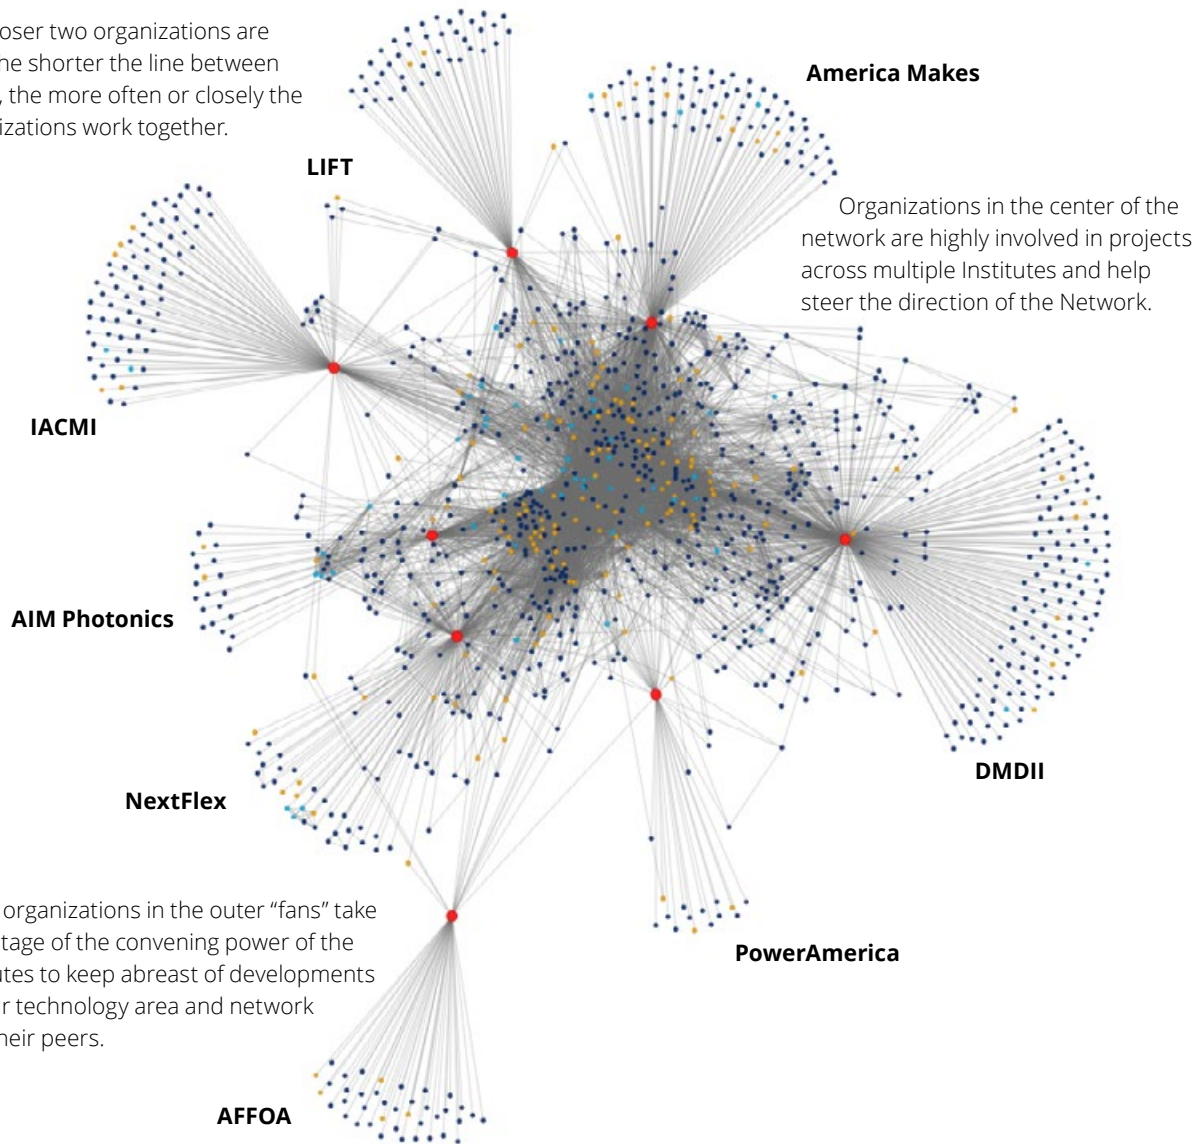 oser two organizations are
he shorter the line between
, the more often or closely the
nizations work together.
America Makes
LIFT
Organizations in the center of the
network are highly involved in projects
across multiple Institutes and help
steer the direction of the Network.
IACMI
AIM Photonics
DMDII
NextFlex
organizations in the outer “fans” take
tage of the convening power of the
utes to keep abreast of developments
r technology area and network
heir peers.
PowerAmerica
AFFOA